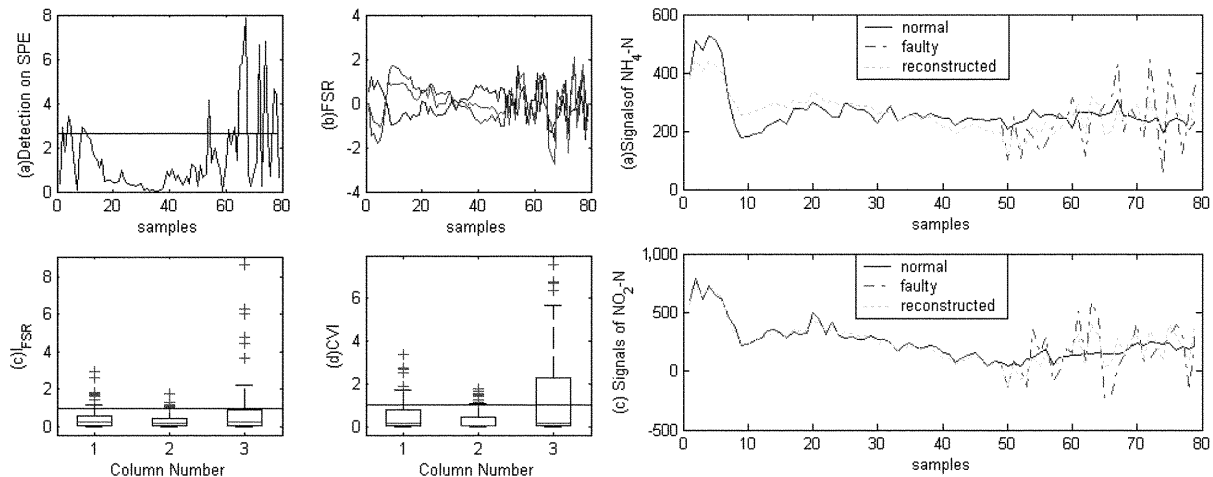 (a)Detection on SPE
8
6
4
2
0
0 20 40 60 80
samples
(b)FSR
4
2
0
-2
-4
0 20 40 60 80
samples
(a)Signalsof NH4-N
600
400
200
0
0 10 20 30 40 50 60 70 80
samples
normal
faulty
reconstructed
(c)IFSR
8
6
4
2
0
1 2 3
Column Number
(d)CVI
8
6
4
2
0
1 2 3
Column Number
(c) Signals of NO2-N
1,000
500
0
-500
0 10 20 30 40 50 60 70 80
samples
normal
faulty
reconstructed